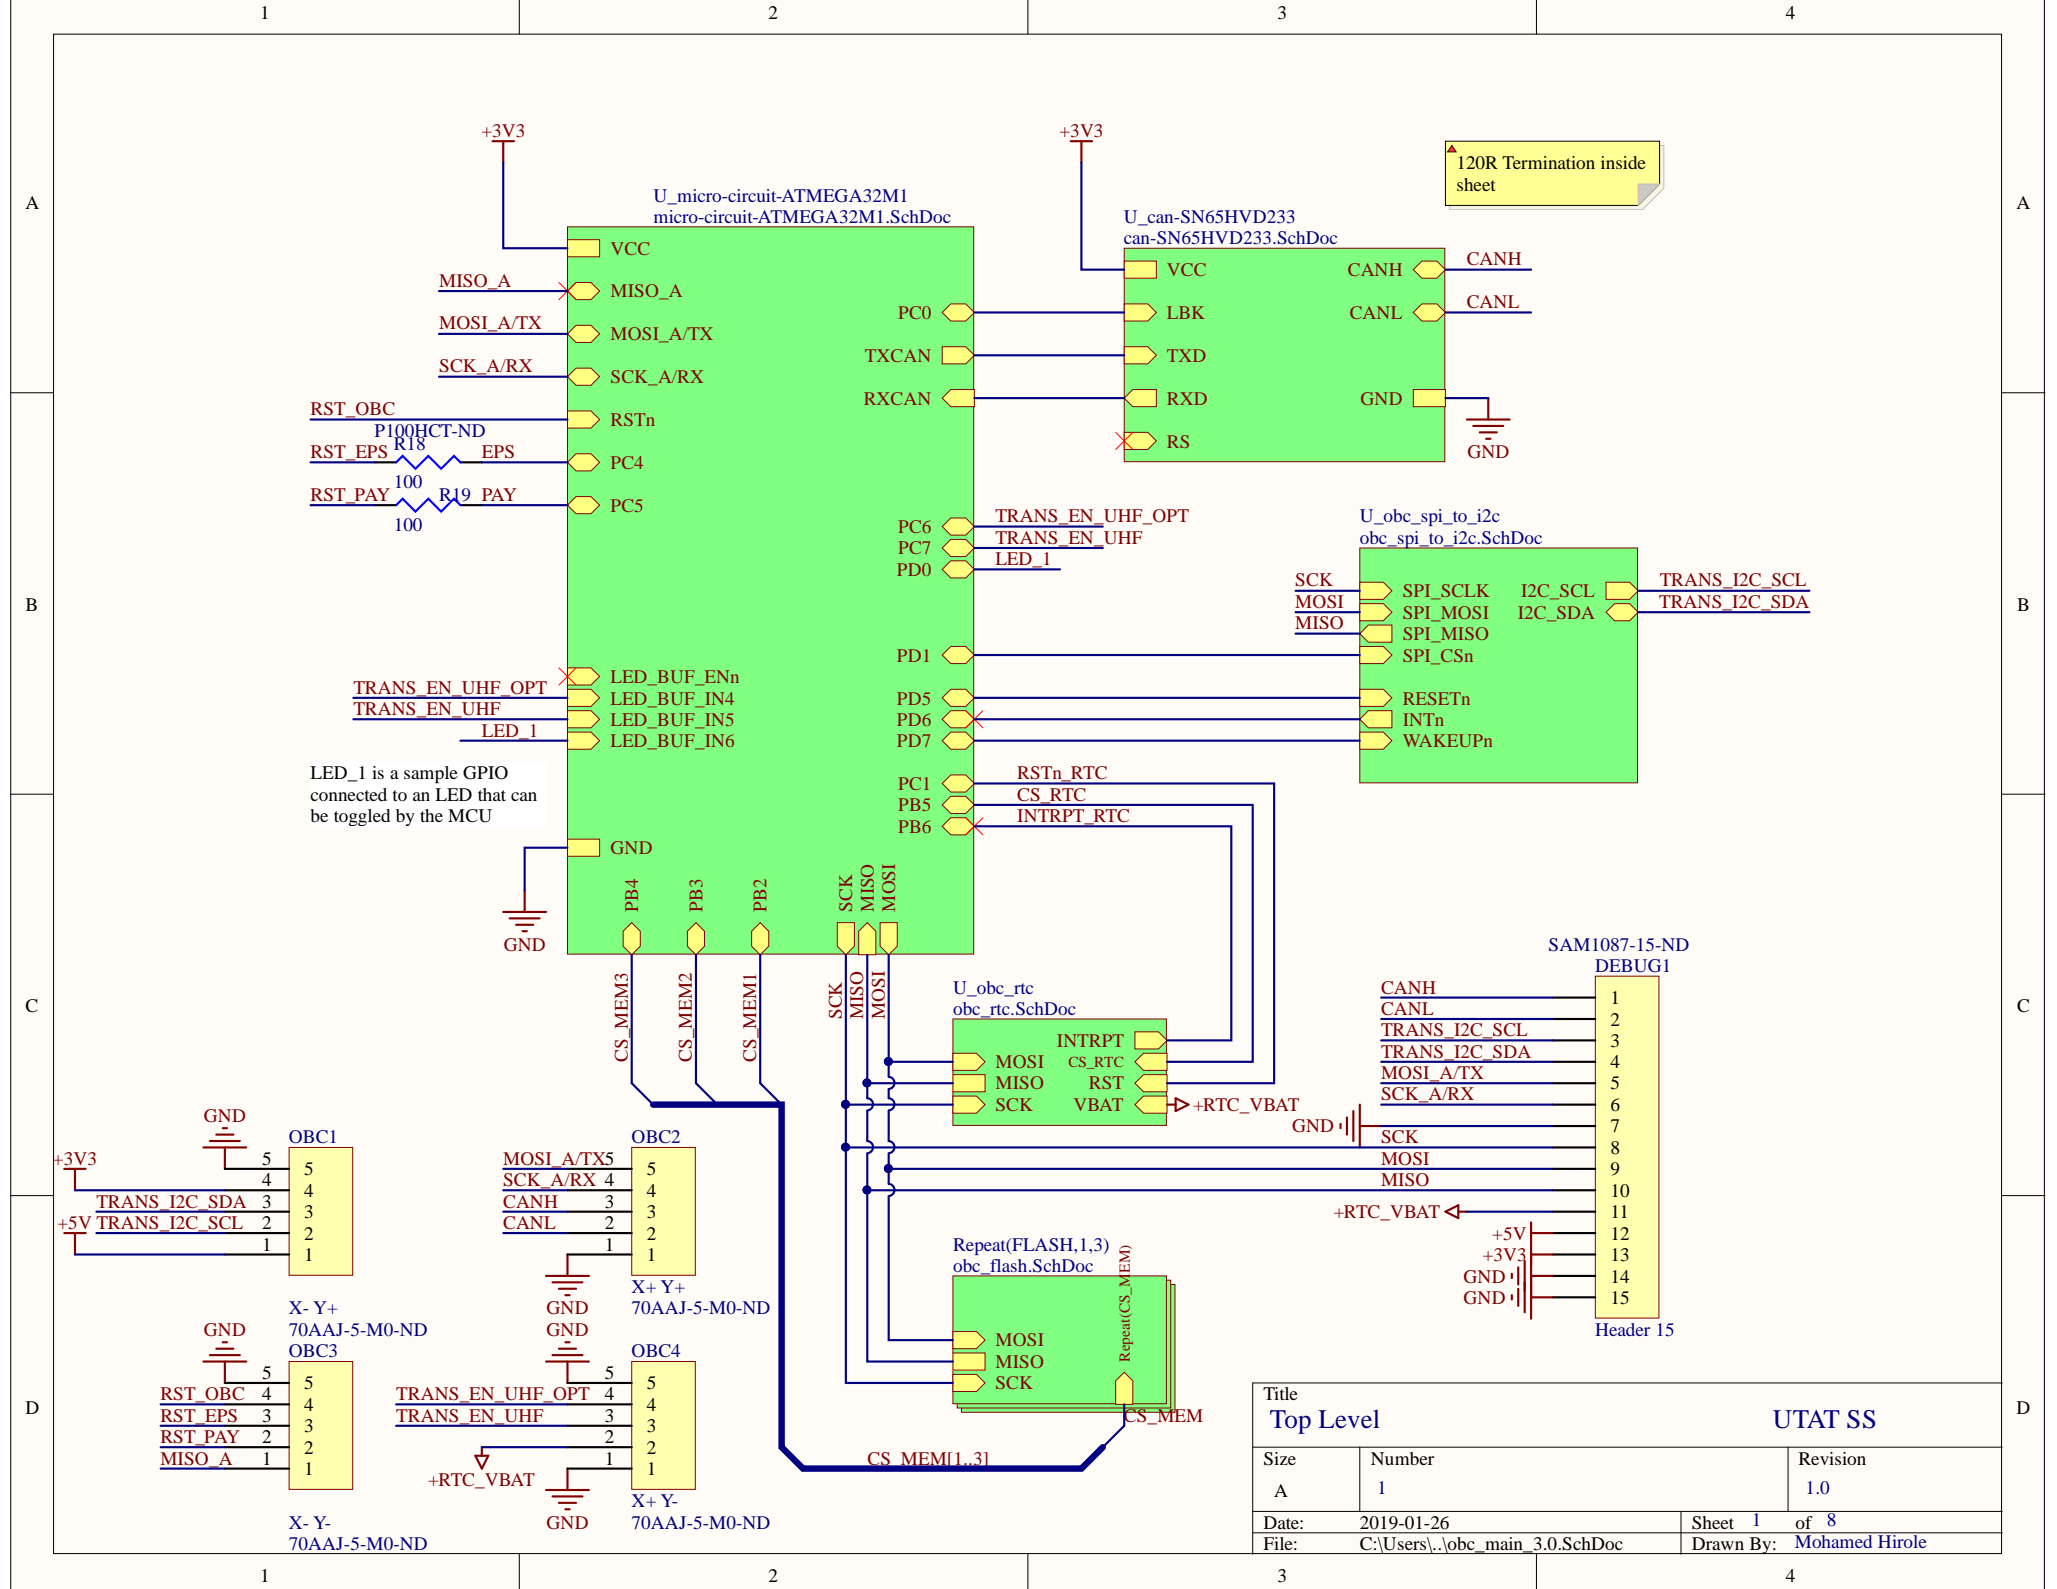 1 2 3 4
A
A
B
B
C
C
D
D
+3V3
+3V3
120R Termination inside
sheet
U_micro-circuit-ATMEGA32M1
micro-circuit-ATMEGA32M1.SchDoc
VCC
MISO_A
MISO_A
MOSI_A/TX
MOSI_A/TX
SCK_A/RX
SCK_A/RX
RST_OBC
RSTn
P100HCT-ND
R18
RST_EPS
EPS
PC4
100
RST_PAY
R19
PAY
PC5
100
PC0
TXCAN
RXCAN
U_can-SN65HVD233
can-SN65HVD233.SchDoc
VCC
LBK
TXD
RXD
RS
CANH
CANH
CANL
CANL
GND
GND
PC6
TRANS_EN_UHF_OPT
PC7
TRANS_EN_UHF
PD0
LED_1
U_obc_spi_to_i2c
obc_spi_to_i2c.SchDoc
SCK
SPI_SCLK
MOSI
SPI_MOSI
MISO
SPI_MISO
SPI_CSn
RESETn
INTn
WAKEUPn
I2C_SCL
TRANS_I2C_SCL
I2C_SDA
TRANS_I2C_SDA
PD1
PD5
PD6
PD7
LED_BUF_ENn
TRANS_EN_UHF_OPT
LED_BUF_IN4
TRANS_EN_UHF
LED_BUF_IN5
LED_1
LED_BUF_IN6
LED_1 is a sample GPIO
connected to an LED that can
be toggled by the MCU
PC1
RSTn_RTC
PB5
CS_RTC
PB6
INTRPT_RTC
GND
GND
PB4
PB3
PB2
SCK
MISO
MOSI
CS_MEM3
CS_MEM2
CS_MEM1
SCK
MISO
MOSI
U_obc_rtc
obc_rtc.SchDoc
INTRPT
MOSI
CS_RTC
MISO
RST
SCK
VBAT
+RTC_VBAT
SAM1087-15-ND
DEBUG1
CANH 1
CANL 2
TRANS_I2C_SCL 3
TRANS_I2C_SDA 4
MOSI_A/TX 5
SCK_A/RX 6
GND 7
SCK 8
MOSI 9
MISO 10
+RTC_VBAT 11
+5V 12
+3V3 13
GND 14
GND 15
Header 15
GND
OBC1
5 5
+3V3 4 4
TRANS_I2C_SDA 3 3
+5V TRANS_I2C_SCL 2 2
1 1
X- Y+
70AAJ-5-M0-ND
OBC2
MOSI_A/TX 5 5
SCK_A/RX 4 4
CANH 3 3
CANL 2 2
1 1
GND
X+ Y+
70AAJ-5-M0-ND
GND
OBC3
5 5
RST_OBC 4 4
RST_EPS 3 3
RST_PAY 2 2
MISO_A 1 1
X- Y-
70AAJ-5-M0-ND
GND
OBC4
5 5
TRANS_EN_UHF_OPT 4 4
TRANS_EN_UHF 3 3
2 2
+RTC_VBAT
1 1
GND
X+ Y-
70AAJ-5-M0-ND
Repeat(FLASH,1,3)
obc_flash.SchDoc
Repeat(CS_MEM)
MOSI
MISO
SCK
CS_MEM
CS_MEM[1..3]
Title
Top Level UTAT SS
Size Number Revision
A 1 1.0
Date: 2019-01-26 Sheet 1 of 8
File: C:\Users\..\obc_main_3.0.SchDoc Drawn By: Mohamed Hirole
1 2 3 4